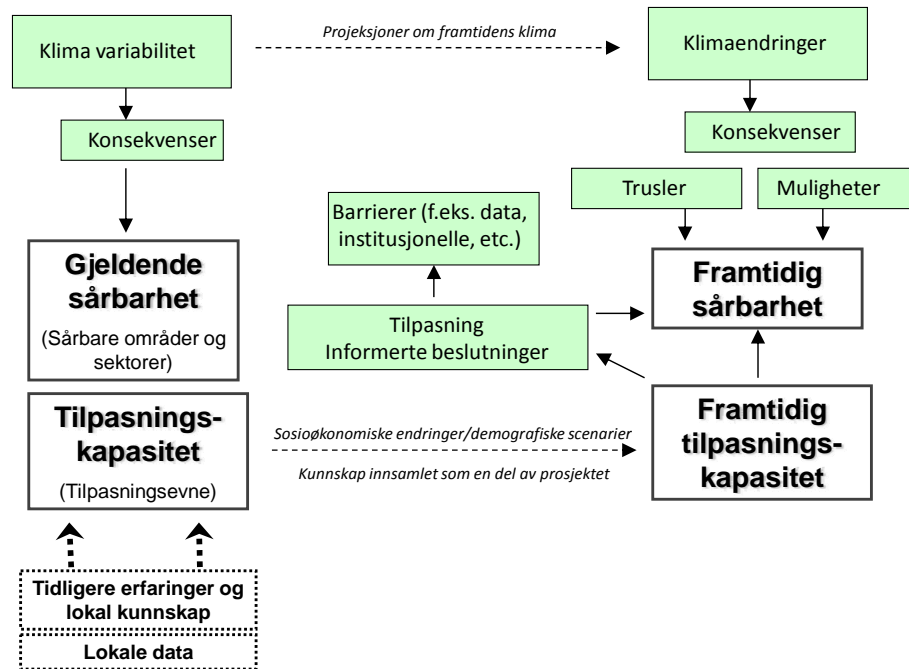 Klima variabilitet
Projeksjoner om framtidens klima
Klimaendringer
Konsekvenser
Konsekvenser
Trusler
Muligheter
Barrierer (f.eks. data,
institusjonelle, etc.)
Gjeldende
sårbarhet
(Sårbare områder og
sektorer)
Framtidig
sårbarhet
Tilpasning
Informerte beslutninger
Tilpasnings-
kapasitet
(Tilpasningsevne)
Sosioøkonomiske endringer/demografiske scenarier
Kunnskap innsamlet som en del av prosjektet
Framtidig
tilpasnings-
kapasitet
Tidligere erfaringer og
lokal kunnskap
Lokale data